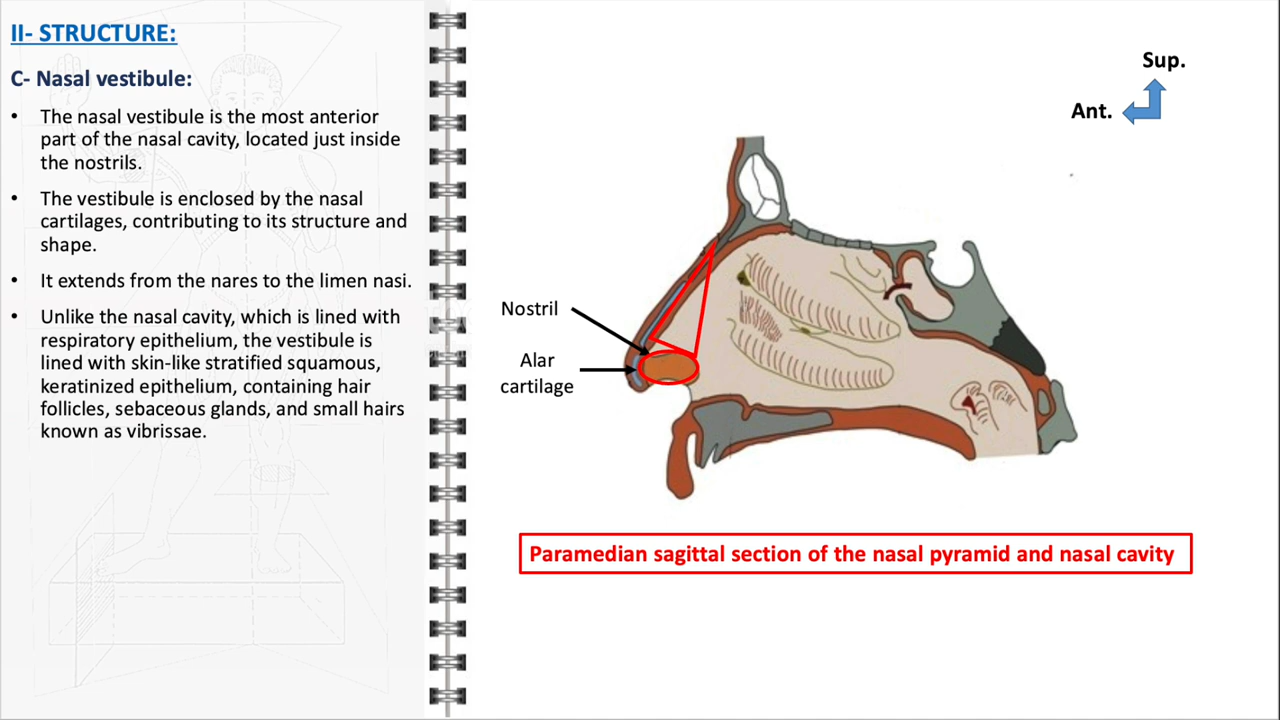 II- STRUCTURE:
C- Nasal vestibule:
• The nasal vestibule is the most anterior
part of the nasal cavity, located just inside
the nostrils.
• The vestibule is enclosed by the nasal
cartilages, contributing to its structure and
shape.
• It extends from the nares to the limen nasi.
• Unlike the nasal cavity, which is lined with
respiratory epithelium, the vestibule is
lined with skin-like stratified squamous,
keratinized epithelium, containing hair
follicles, sebaceous glands, and small hairs
known as vibrissae.
Sup.
Ant.
Nostril
Alar
cartilage
Paramedian sagittal section of the nasal pyramid and nasal cavity